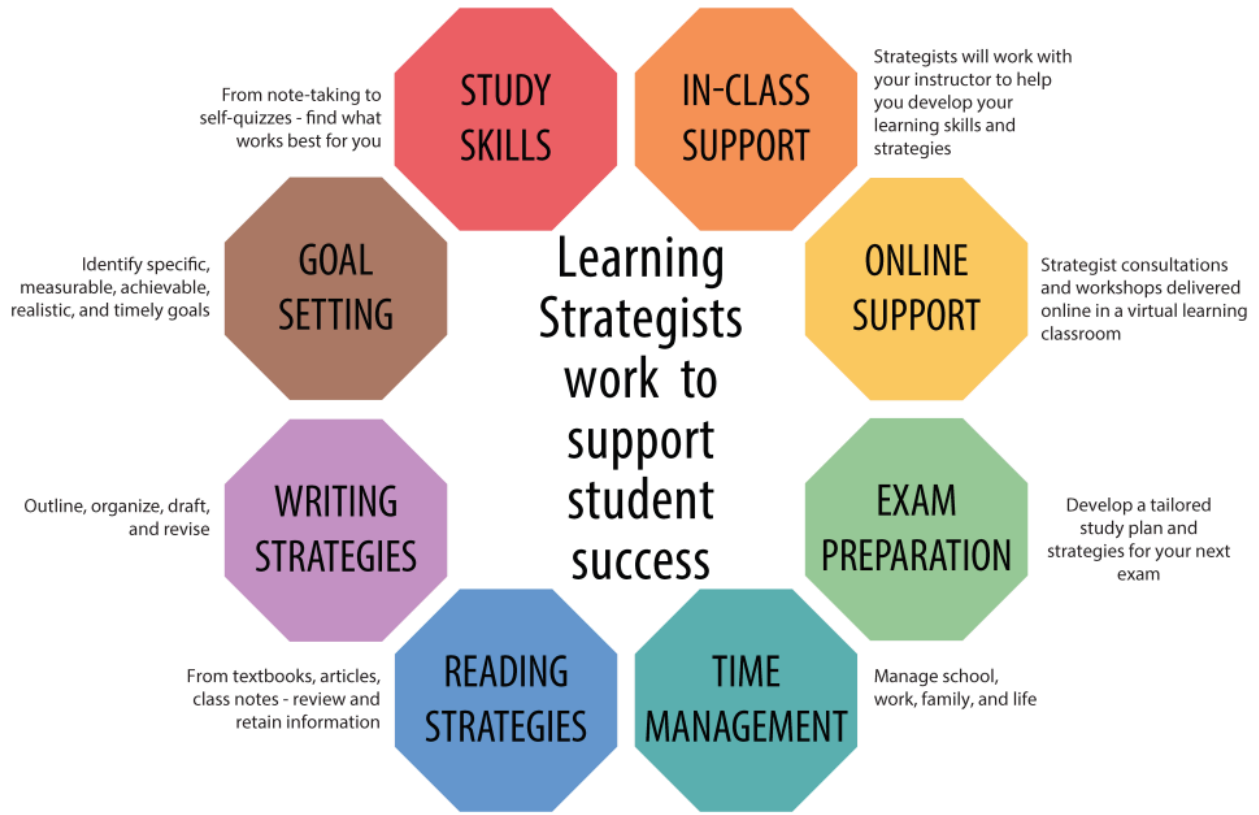 STUDY
SKILLS
From note-taking to
self-quizzes - find what
works best for you
IN-CLASS
SUPPORT
Strategists will work with
your instructor to help
you develop your
learning skills and
strategies
ONLINE
SUPPORT
Strategist consultations
and workshops delivered
online in a virtual learning
classroom
EXAM
PREPARATION
Develop a tailored
study plan and
strategies for your next
exam
TIME
MANAGEMENT
Manage school,
work, family, and life
READING
STRATEGIES
From textbooks, articles,
class notes - review and
retain information
WRITING
STRATEGIES
Outline, organize, draft,
and revise
GOAL
SETTING
Identify specific,
measurable, achievable,
realistic, and timely goals
Learning
Strategists
work to
support
student
success